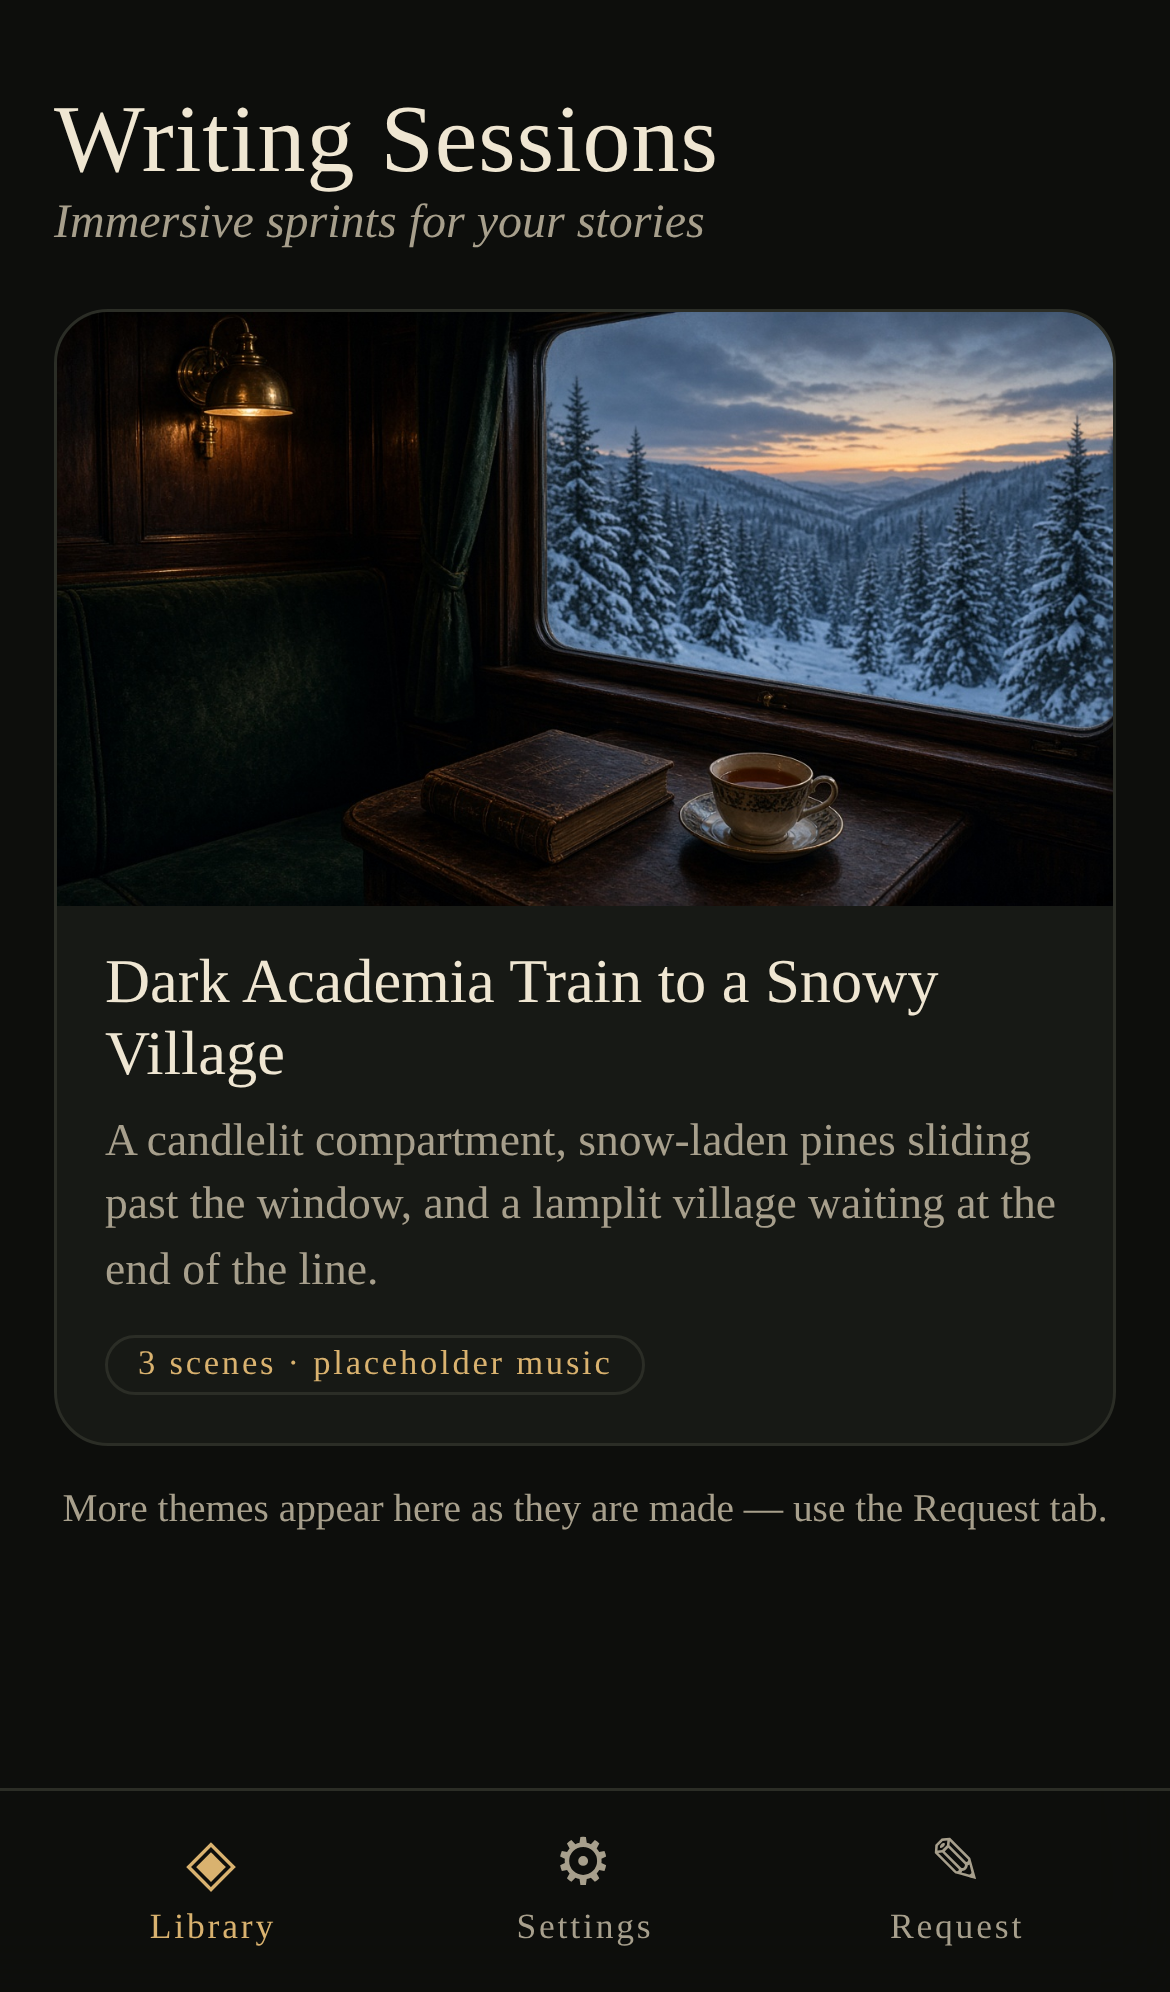 Writing Sessions
Immersive sprints for your stories
Dark Academia Train to a Snowy
Village
A candlelit compartment, snow-laden pines sliding
past the window, and a lamplit village waiting at the
end of the line.
3 scenes · placeholder music
More themes appear here as they are made — use the Request tab.
Library
Settings
Request